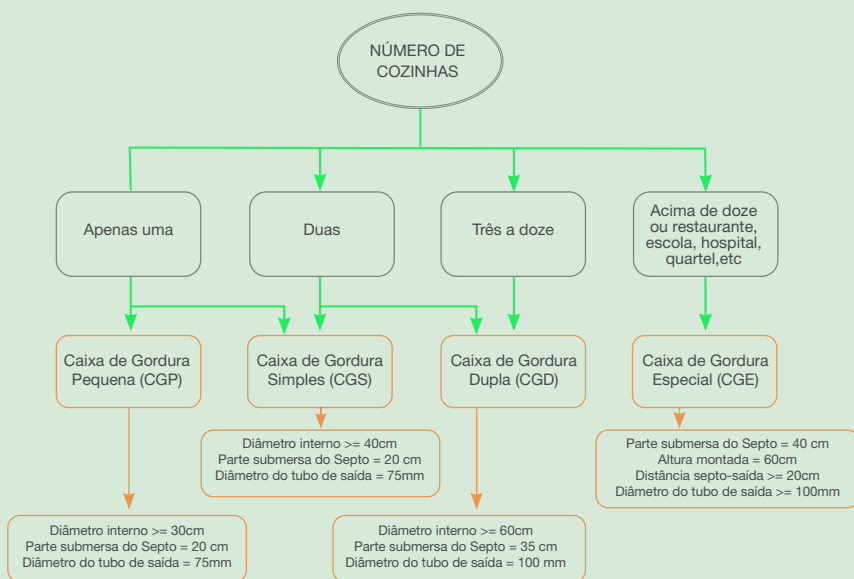 NÚMERO DE
COZINHAS
Apenas uma
Duas
Três a doze
Acima de doze
ou restaurante,
escola, hospital,
quartel,etc
Caixa de Gordura
Pequena (CGP)
Caixa de Gordura
Simples (CGS)
Caixa de Gordura
Dupla (CGD)
Caixa de Gordura
Especial (CGE)
Diâmetro interno >= 40cm
Parte submersa do Septo = 20 cm
Diâmetro do tubo de saída = 75mm
Parte submersa do Septo = 40 cm
Altura montada = 60cm
Distância septo-saída >= 20cm
Diâmetro do tubo de saída >= 100mm
Diâmetro interno >= 30cm
Parte submersa do Septo = 20 cm
Diâmetro do tubo de saída = 75mm
Diâmetro interno >= 60cm
Parte submersa do Septo = 35 cm
Diâmetro do tubo de saída = 100 mm